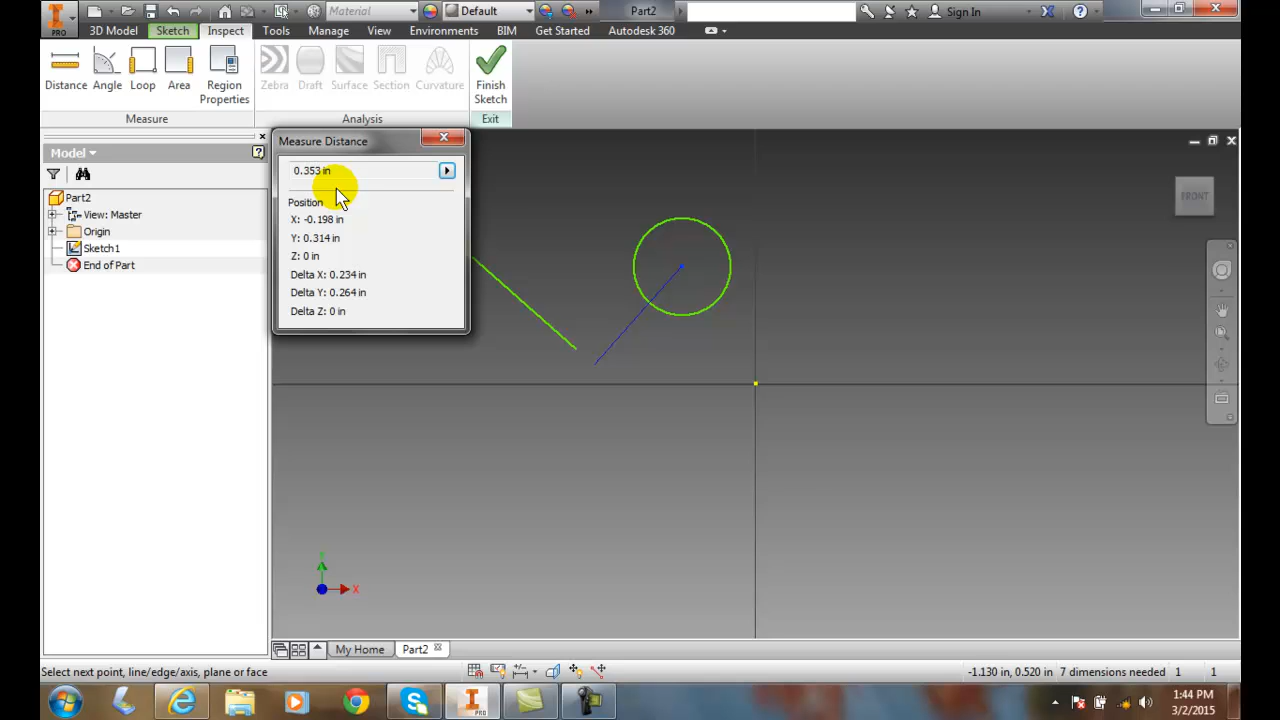 Material
Default
Part2
Sign In
PRO
3D Model
Sketch
Inspect
Tools
Manage
View
Environments
BIM
Get Started
Autodesk 360
Distance
Angle
Loop
Area
Region
Properties
Zebra
Draft
Surface
Section
Curvature
Finish
Sketch
Measure
Analysis
Exit
Model
Part2
View: Master
Origin
Sketch1
End of Part
Measure Distance
0.353 in
Position
X: -0.198 in
Y: 0.314 in
Z: 0 in
Delta X: 0.234 in
Delta Y: 0.264 in
Delta Z: 0 in
FRONT
X
My Home
Part2
Select next point, line/edge/axis, plane or face
-1.130 in, 0.520 in
7 dimensions needed
1
1
PRO
1:44 PM
3/2/2015